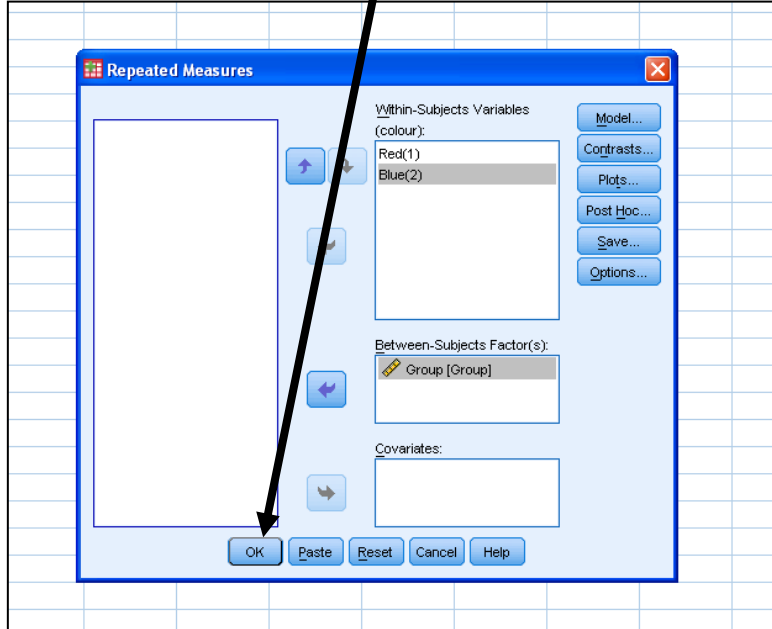 Repeated Measures
Within-Subjects Variables
(colour):
Red(1)
Blue(2)
Model...
Contrasts...
Plots...
Post Hoc...
Save...
Options...
Between-Subjects Factor(s):
Group [Group]
Covariates:
OK
Paste
Reset
Cancel
Help